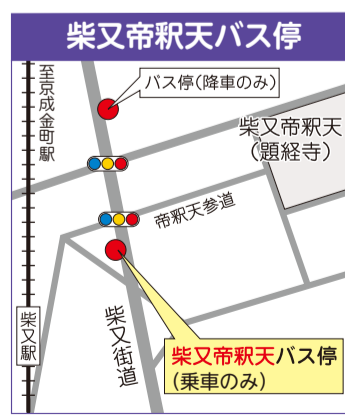 柴又帝釈天バス停
至京成金町駅
バス停(降車のみ)
柴又帝釈天
(題経寺)
帝釈天参道
柴又駅
柴又街道
柴又帝釈天バス停
(乗車のみ)